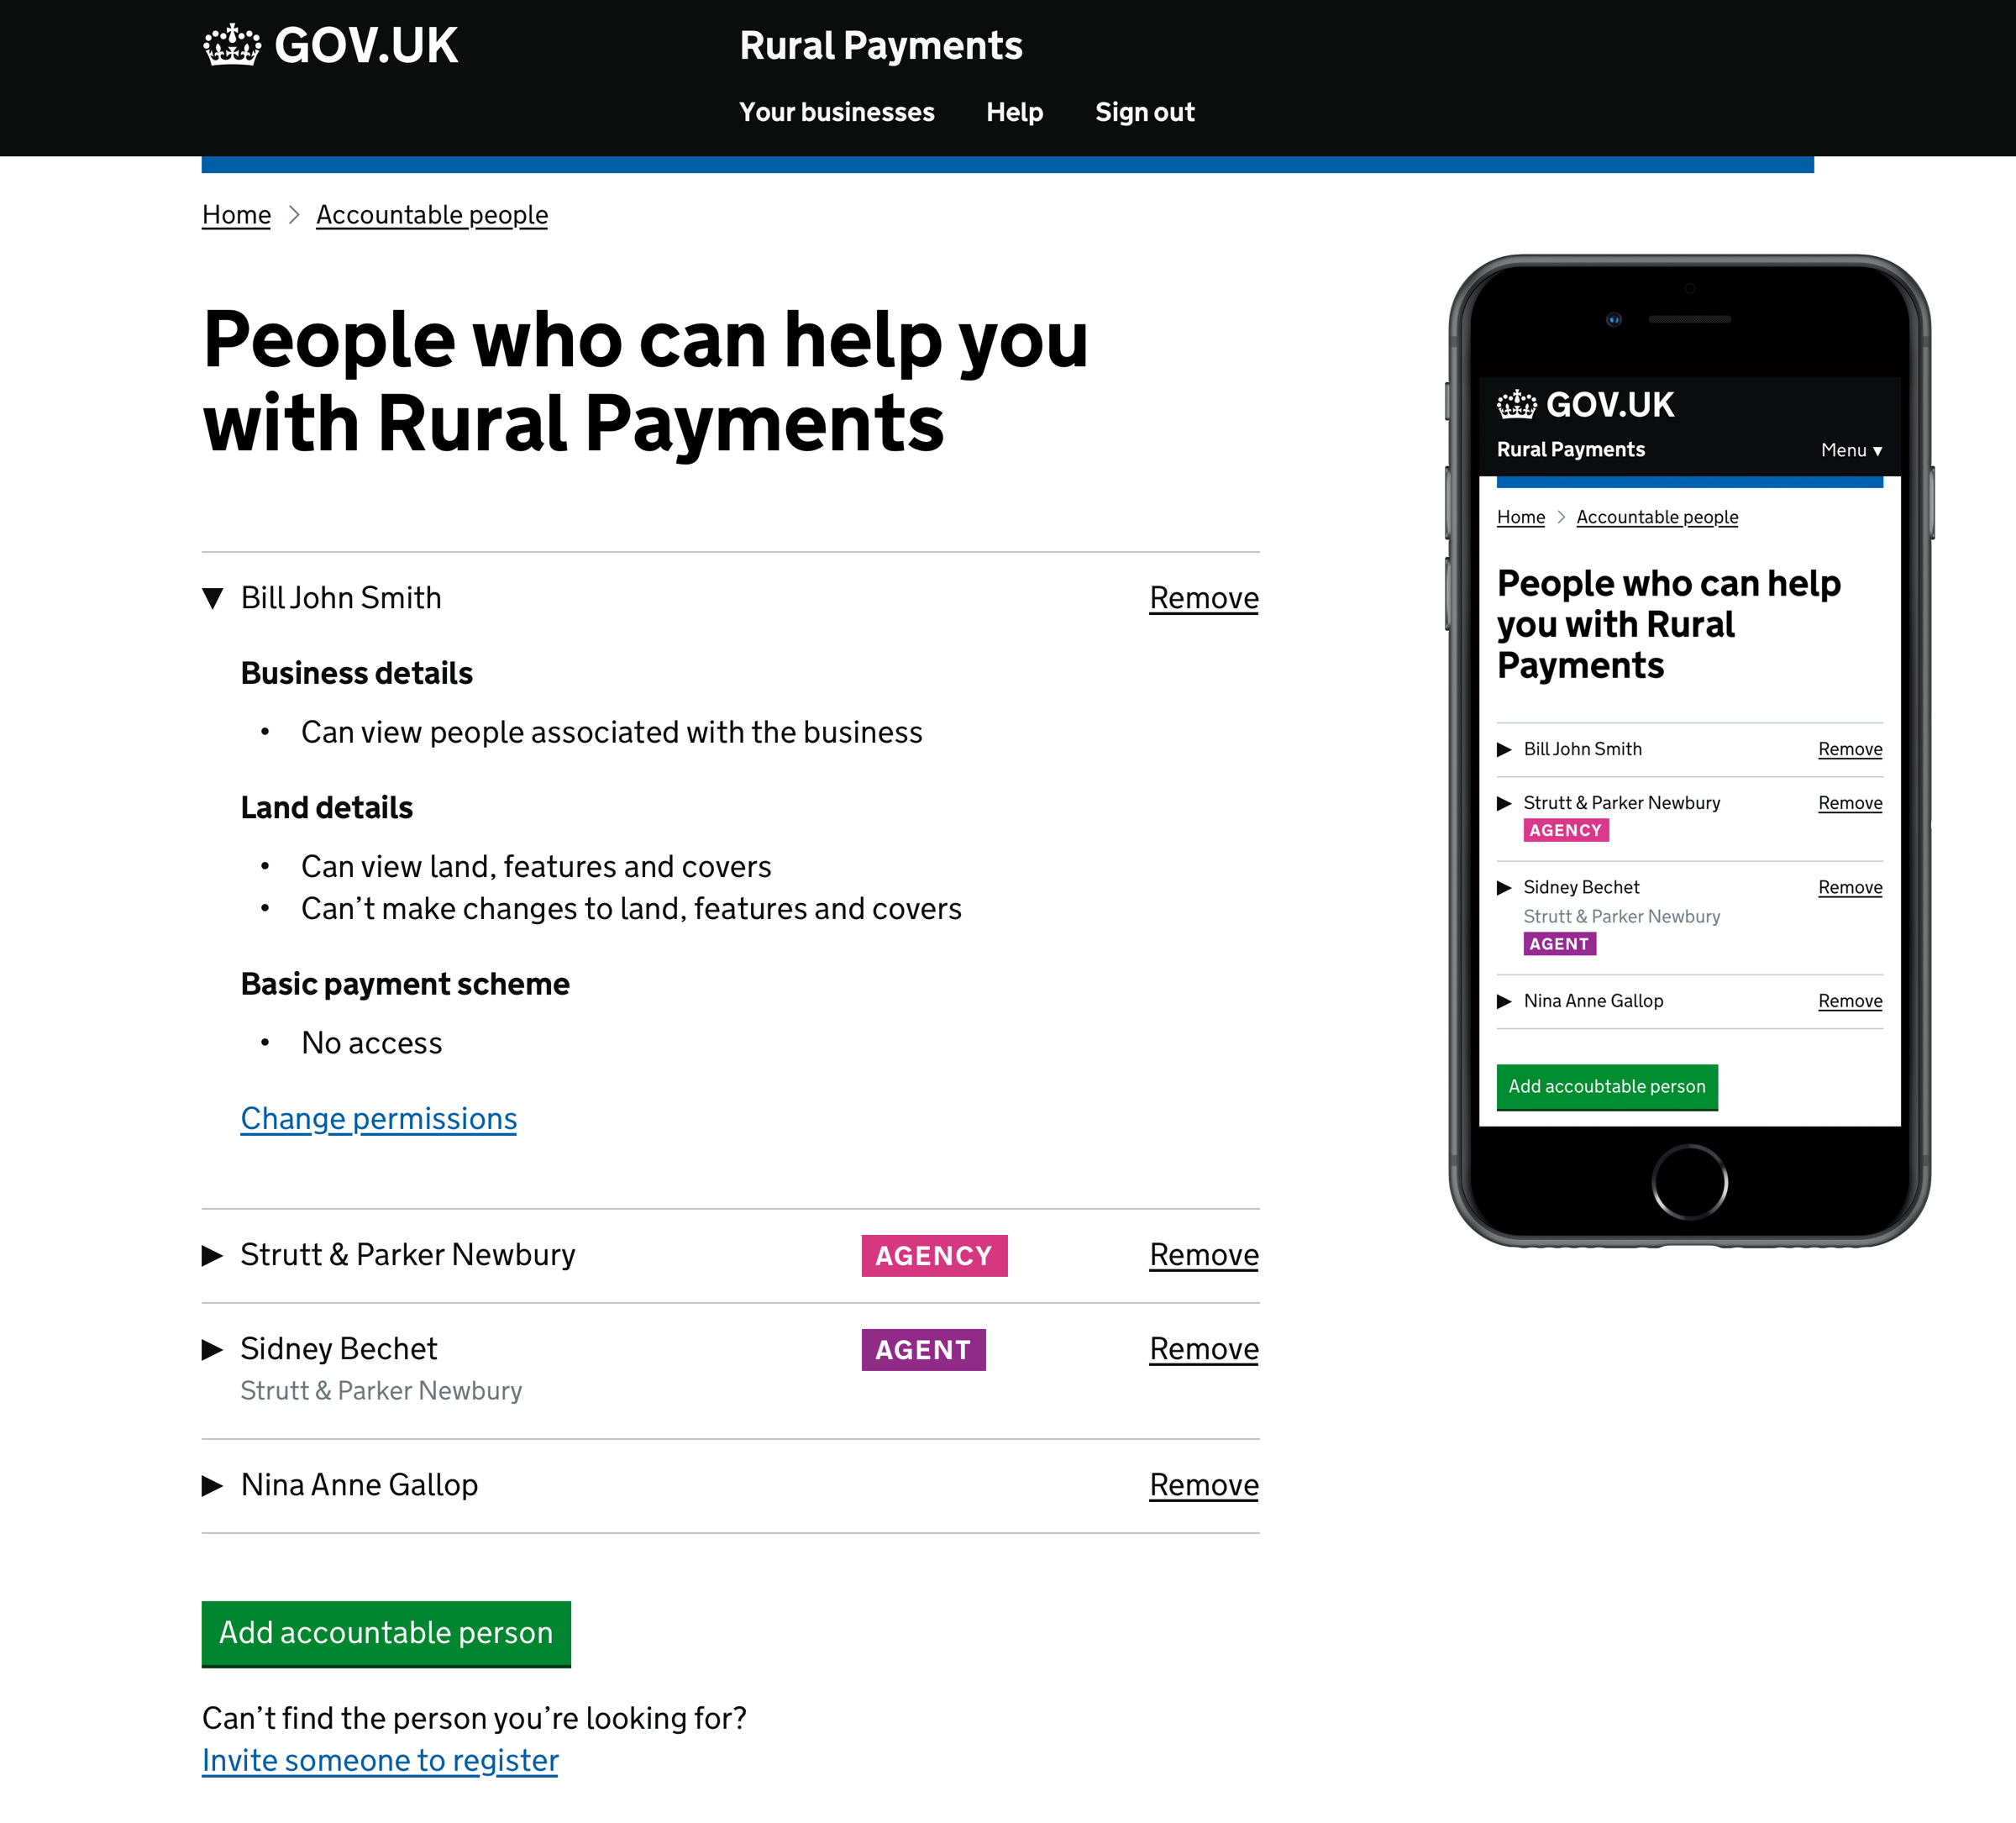 GOV.UK
Rural Payments
Your businesses Help Sign out
Home > Accountable people
People who can help you
with Rural Payments
Bill John Smith Remove
Business details
• Can view people associated with the business
Land details
• Can view land, features and covers
• Can’t make changes to land, features and covers
Basic payment scheme
• No access
Change permissions
Strutt & Parker Newbury AGENCY Remove
Sidney Bechet AGENT Remove
Strutt & Parker Newbury
Nina Anne Gallop Remove
Add accountable person
Can’t find the person you’re looking for?
Invite someone to register
GOV.UK
Rural Payments Menu ▼
Home > Accountable people
People who can help
you with Rural
Payments
Bill John Smith Remove
Strutt & Parker Newbury Remove
AGENCY
Sidney Bechet Remove
Strutt & Parker Newbury
AGENT
Nina Anne Gallop Remove
Add accoubtable person